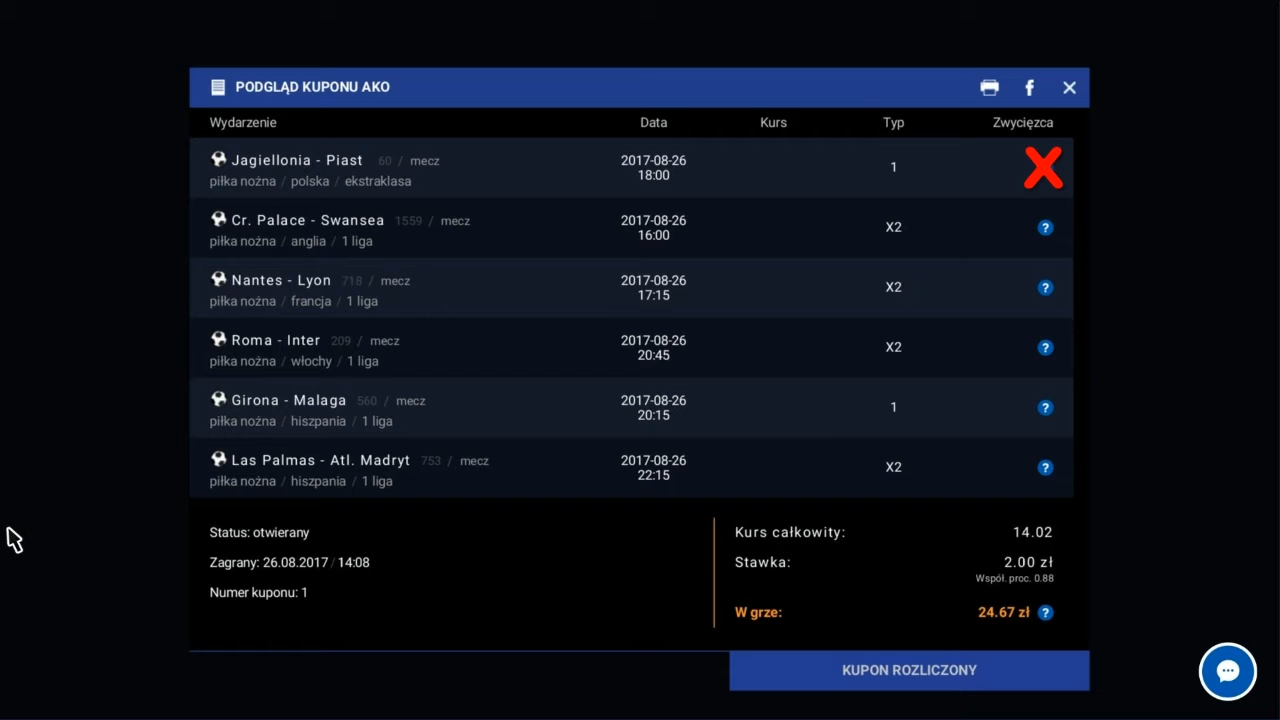 PODGLĄD KUPONU AKO f ×
Wydarzenie Data Kurs Typ Zwycięzca
Jagiellonia - Piast 60 / mecz 2017-08-26
piłka nożna / polska / ekstraklasa 18:00 1
Cr. Palace - Swansea 1559 / mecz 2017-08-26
piłka nożna / anglia / 1 liga 16:00 X2 ?
Nantes - Lyon 718 / mecz 2017-08-26
piłka nożna / francja / 1 liga 17:15 X2 ?
Roma - Inter 209 / mecz 2017-08-26
piłka nożna / włochy / 1 liga 20:45 X2 ?
Girona - Malaga 560 / mecz 2017-08-26
piłka nożna / hiszpania / 1 liga 20:15 1 ?
Las Palmas - Atl. Madryt 753 / mecz 2017-08-26
piłka nożna / hiszpania / 1 liga 22:15 X2 ?
Status: otwierany
Zagrany: 26.08.2017 / 14:08
Numer kuponu: 1
Kurs całkowity: 14.02
Stawka: 2.00 zł
Współ. proc. 0.88
W grze: 24.67 zł ?
KUPON ROZLICZONY